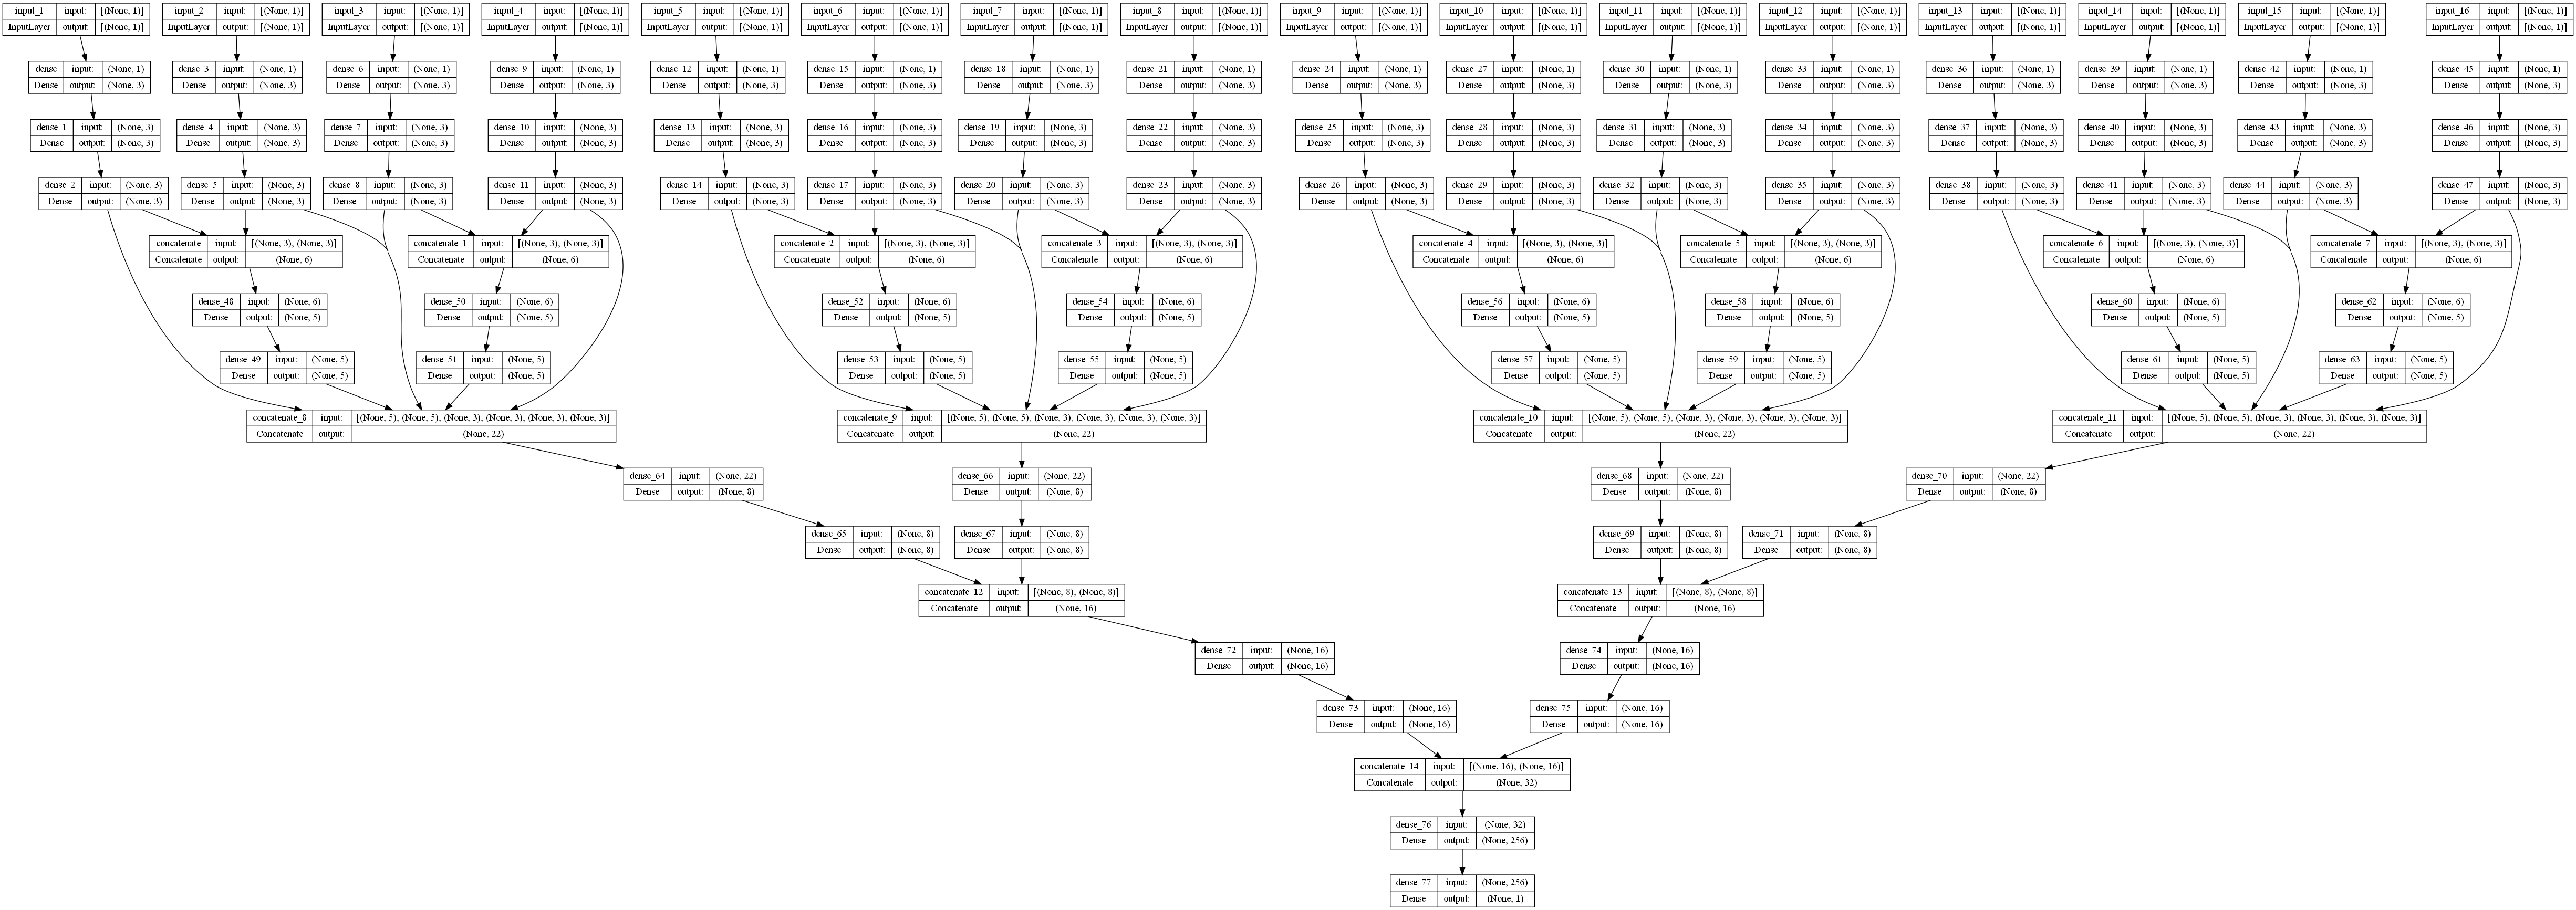 input_1 input: [(None, 1)]
InputLayer output: [(None, 1)]
input_2 input: [(None, 1)]
InputLayer output: [(None, 1)]
input_3 input: [(None, 1)]
InputLayer output: [(None, 1)]
input_4 input: [(None, 1)]
InputLayer output: [(None, 1)]
input_5 input: [(None, 1)]
InputLayer output: [(None, 1)]
input_6 input: [(None, 1)]
InputLayer output: [(None, 1)]
input_7 input: [(None, 1)]
InputLayer output: [(None, 1)]
input_8 input: [(None, 1)]
InputLayer output: [(None, 1)]
input_9 input: [(None, 1)]
InputLayer output: [(None, 1)]
input_10 input: [(None, 1)]
InputLayer output: [(None, 1)]
input_11 input: [(None, 1)]
InputLayer output: [(None, 1)]
input_12 input: [(None, 1)]
InputLayer output: [(None, 1)]
input_13 input: [(None, 1)]
InputLayer output: [(None, 1)]
input_14 input: [(None, 1)]
InputLayer output: [(None, 1)]
input_15 input: [(None, 1)]
InputLayer output: [(None, 1)]
input_16 input: [(None, 1)]
InputLayer output: [(None, 1)]
dense input: (None, 1)
Dense output: (None, 3)
dense_3 input: (None, 1)
Dense output: (None, 3)
dense_6 input: (None, 1)
Dense output: (None, 3)
dense_9 input: (None, 1)
Dense output: (None, 3)
dense_12 input: (None, 1)
Dense output: (None, 3)
dense_15 input: (None, 1)
Dense output: (None, 3)
dense_18 input: (None, 1)
Dense output: (None, 3)
dense_21 input: (None, 1)
Dense output: (None, 3)
dense_24 input: (None, 1)
Dense output: (None, 3)
dense_27 input: (None, 1)
Dense output: (None, 3)
dense_30 input: (None, 1)
Dense output: (None, 3)
dense_33 input: (None, 1)
Dense output: (None, 3)
dense_36 input: (None, 1)
Dense output: (None, 3)
dense_39 input: (None, 1)
Dense output: (None, 3)
dense_42 input: (None, 1)
Dense output: (None, 3)
dense_45 input: (None, 1)
Dense output: (None, 3)
dense_1 input: (None, 3)
Dense output: (None, 3)
dense_4 input: (None, 3)
Dense output: (None, 3)
dense_7 input: (None, 3)
Dense output: (None, 3)
dense_10 input: (None, 3)
Dense output: (None, 3)
dense_13 input: (None, 3)
Dense output: (None, 3)
dense_16 input: (None, 3)
Dense output: (None, 3)
dense_19 input: (None, 3)
Dense output: (None, 3)
dense_22 input: (None, 3)
Dense output: (None, 3)
dense_25 input: (None, 3)
Dense output: (None, 3)
dense_28 input: (None, 3)
Dense output: (None, 3)
dense_31 input: (None, 3)
Dense output: (None, 3)
dense_34 input: (None, 3)
Dense output: (None, 3)
dense_37 input: (None, 3)
Dense output: (None, 3)
dense_40 input: (None, 3)
Dense output: (None, 3)
dense_43 input: (None, 3)
Dense output: (None, 3)
dense_46 input: (None, 3)
Dense output: (None, 3)
dense_2 input: (None, 3)
Dense output: (None, 3)
dense_5 input: (None, 3)
Dense output: (None, 3)
dense_8 input: (None, 3)
Dense output: (None, 3)
dense_11 input: (None, 3)
Dense output: (None, 3)
dense_14 input: (None, 3)
Dense output: (None, 3)
dense_17 input: (None, 3)
Dense output: (None, 3)
dense_20 input: (None, 3)
Dense output: (None, 3)
dense_23 input: (None, 3)
Dense output: (None, 3)
dense_26 input: (None, 3)
Dense output: (None, 3)
dense_29 input: (None, 3)
Dense output: (None, 3)
dense_32 input: (None, 3)
Dense output: (None, 3)
dense_35 input: (None, 3)
Dense output: (None, 3)
dense_38 input: (None, 3)
Dense output: (None, 3)
dense_41 input: (None, 3)
Dense output: (None, 3)
dense_44 input: (None, 3)
Dense output: (None, 3)
dense_47 input: (None, 3)
Dense output: (None, 3)
concatenate input: [(None, 3), (None, 3)]
Concatenate output: (None, 6)
concatenate_1 input: [(None, 3), (None, 3)]
Concatenate output: (None, 6)
concatenate_2 input: [(None, 3), (None, 3)]
Concatenate output: (None, 6)
concatenate_3 input: [(None, 3), (None, 3)]
Concatenate output: (None, 6)
concatenate_4 input: [(None, 3), (None, 3)]
Concatenate output: (None, 6)
concatenate_5 input: [(None, 3), (None, 3)]
Concatenate output: (None, 6)
concatenate_6 input: [(None, 3), (None, 3)]
Concatenate output: (None, 6)
concatenate_7 input: [(None, 3), (None, 3)]
Concatenate output: (None, 6)
dense_48 input: (None, 6)
Dense output: (None, 5)
dense_50 input: (None, 6)
Dense output: (None, 5)
dense_52 input: (None, 6)
Dense output: (None, 5)
dense_54 input: (None, 6)
Dense output: (None, 5)
dense_56 input: (None, 6)
Dense output: (None, 5)
dense_58 input: (None, 6)
Dense output: (None, 5)
dense_60 input: (None, 6)
Dense output: (None, 5)
dense_62 input: (None, 6)
Dense output: (None, 5)
dense_49 input: (None, 5)
Dense output: (None, 5)
dense_51 input: (None, 5)
Dense output: (None, 5)
dense_53 input: (None, 5)
Dense output: (None, 5)
dense_55 input: (None, 5)
Dense output: (None, 5)
dense_57 input: (None, 5)
Dense output: (None, 5)
dense_59 input: (None, 5)
Dense output: (None, 5)
dense_61 input: (None, 5)
Dense output: (None, 5)
dense_63 input: (None, 5)
Dense output: (None, 5)
concatenate_8 input: [(None, 5), (None, 5), (None, 3), (None, 3), (None, 3), (None, 3)]
Concatenate output: (None, 22)
concatenate_9 input: [(None, 5), (None, 5), (None, 3), (None, 3), (None, 3), (None, 3)]
Concatenate output: (None, 22)
concatenate_10 input: [(None, 5), (None, 5), (None, 3), (None, 3), (None, 3), (None, 3)]
Concatenate output: (None, 22)
concatenate_11 input: [(None, 5), (None, 5), (None, 3), (None, 3), (None, 3), (None, 3)]
Concatenate output: (None, 22)
dense_64 input: (None, 22)
Dense output: (None, 8)
dense_66 input: (None, 22)
Dense output: (None, 8)
dense_68 input: (None, 22)
Dense output: (None, 8)
dense_70 input: (None, 22)
Dense output: (None, 8)
dense_65 input: (None, 8)
Dense output: (None, 8)
dense_67 input: (None, 8)
Dense output: (None, 8)
dense_69 input: (None, 8)
Dense output: (None, 8)
dense_71 input: (None, 8)
Dense output: (None, 8)
concatenate_12 input: [(None, 8), (None, 8)]
Concatenate output: (None, 16)
concatenate_13 input: [(None, 8), (None, 8)]
Concatenate output: (None, 16)
dense_72 input: (None, 16)
Dense output: (None, 16)
dense_74 input: (None, 16)
Dense output: (None, 16)
dense_73 input: (None, 16)
Dense output: (None, 16)
dense_75 input: (None, 16)
Dense output: (None, 16)
concatenate_14 input: [(None, 16), (None, 16)]
Concatenate output: (None, 32)
dense_76 input: (None, 32)
Dense output: (None, 256)
dense_77 input: (None, 256)
Dense output: (None, 1)